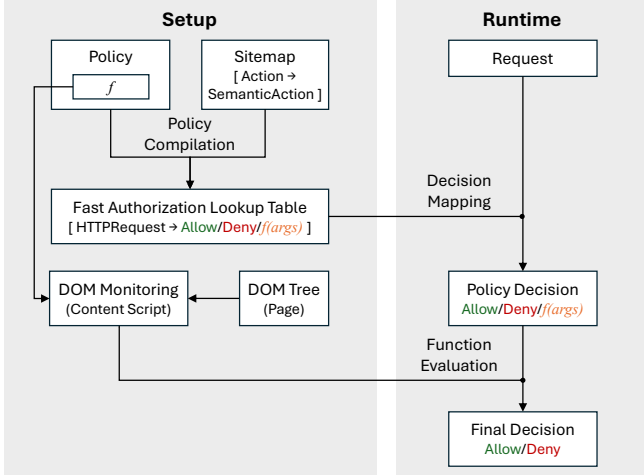 Setup
Runtime
Policy
f
Sitemap
[ Action →
SemanticAction ]
Request
Policy
Compilation
Decision
Mapping
Fast Authorization Lookup Table
[ HTTPRequest → Allow/Deny/f(args) ]
DOM Monitoring
(Content Script)
DOM Tree
(Page)
Policy Decision
Allow/Deny/f(args)
Function
Evaluation
Final Decision
Allow/Deny